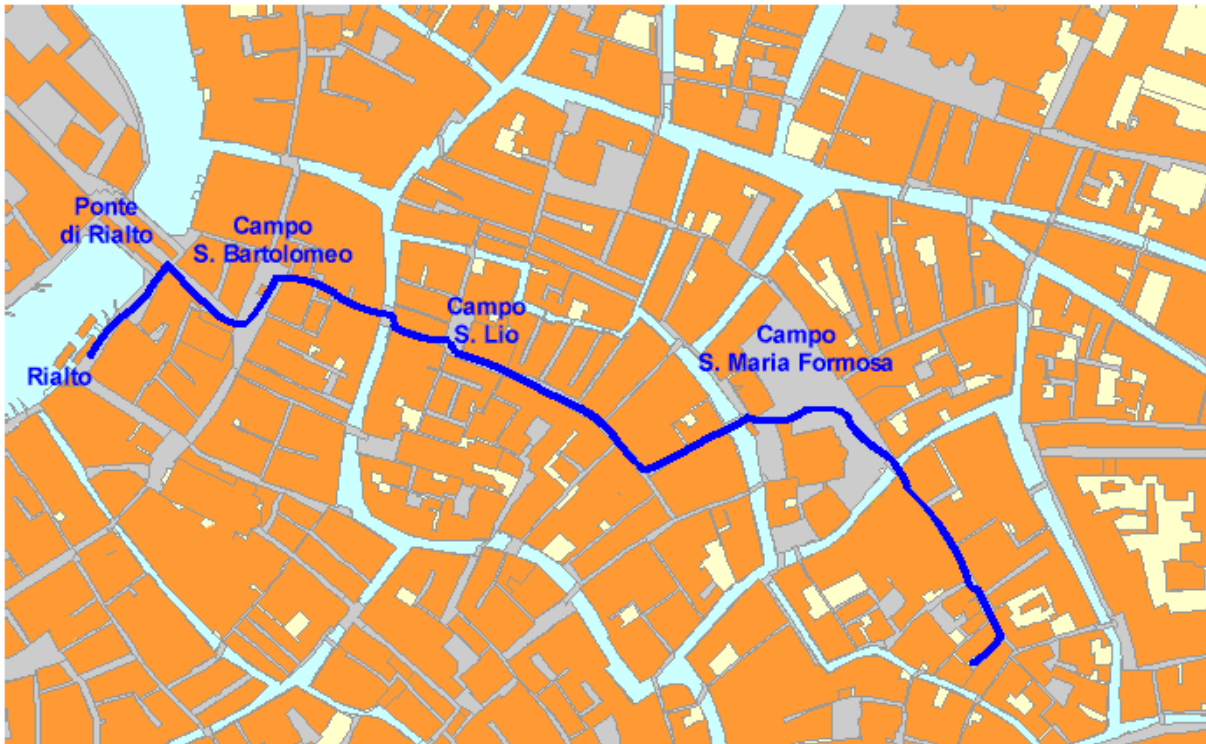 Ponte
di Rialto
Campo
S. Bartolomeo
Rialto
Campo
S. Lio
Campo
S. Maria Formosa